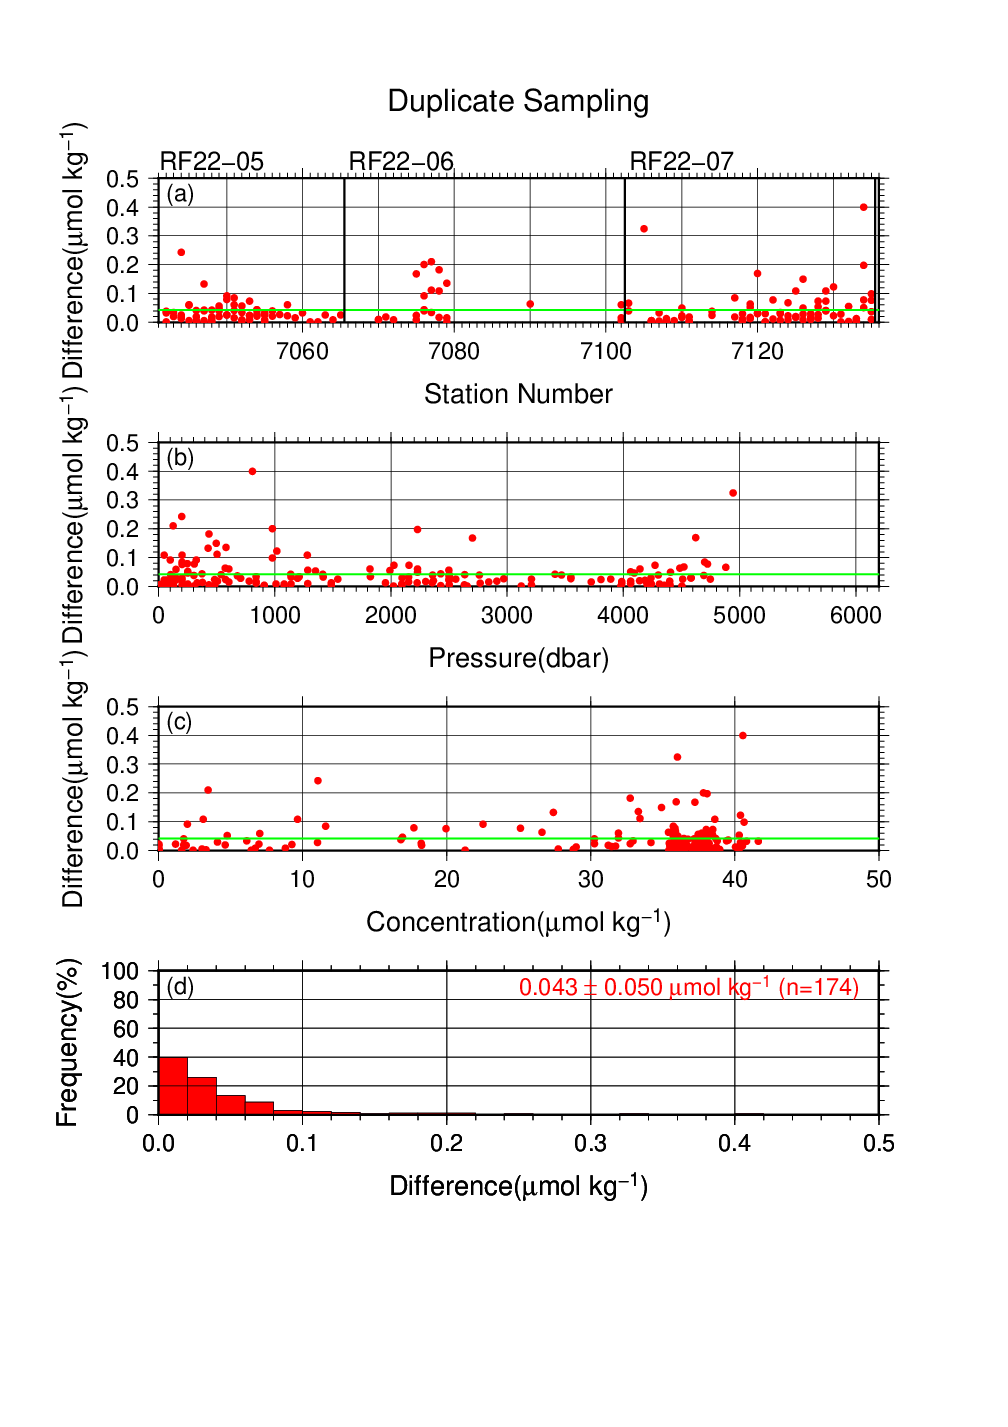 Duplicate Sampling
RF22−05 RF22−06 RF22−07
(a)
0.5
0.4
0.3
0.2
0.1
0.0
Difference(μmol kg−1)
7060 7080 7100 7120
Station Number
(b)
0.5
0.4
0.3
0.2
0.1
0.0
Difference(μmol kg−1)
0 1000 2000 3000 4000 5000 6000
Pressure(dbar)
(c)
0.5
0.4
0.3
0.2
0.1
0.0
Difference(μmol kg−1)
0 10 20 30 40 50
Concentration(μmol kg−1)
(d)
0.043 ± 0.050 μmol kg−1 (n=174)
100
80
60
40
20
0
Frequency(%)
0.0 0.1 0.2 0.3 0.4 0.5
Difference(μmol kg−1)